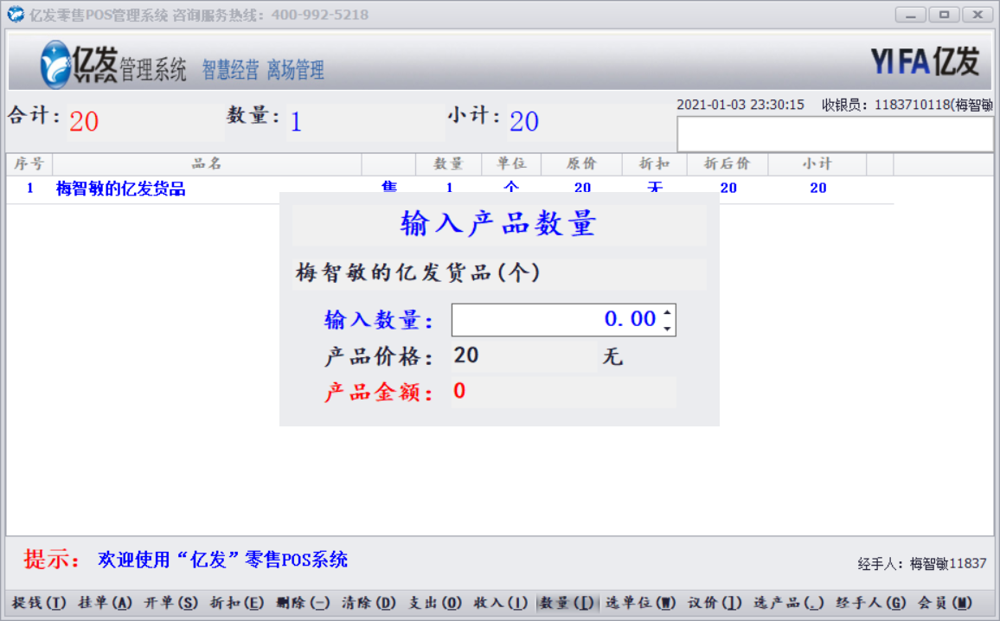 亿发零售POS管理系统 咨询服务热线：400-992-5218
亿发管理系统 智慧经营 离场管理
YIFA
YIFA亿发
合计：20 数量：1 小计：20
2021-01-03 23:30:15 收银员：1183710118(梅智敏
序号 品名 数量 单位 原价 折扣 折后价 小计
1 梅智敏的亿发货品 售 1 个 20 无 20 20
输入产品数量
梅智敏的亿发货品(个)
输入数量：0.00
产品价格：20 无
产品金额：0
提示：欢迎使用“亿发”零售POS系统
经手人：梅智敏11837
提钱(T) 挂单(A) 开单(S) 折扣(E) 删除(-) 清除(D) 支出(O) 收入(I) 数量([) 选单位(W) 议价(]) 选产品(.) 经手人(G) 会员(M)